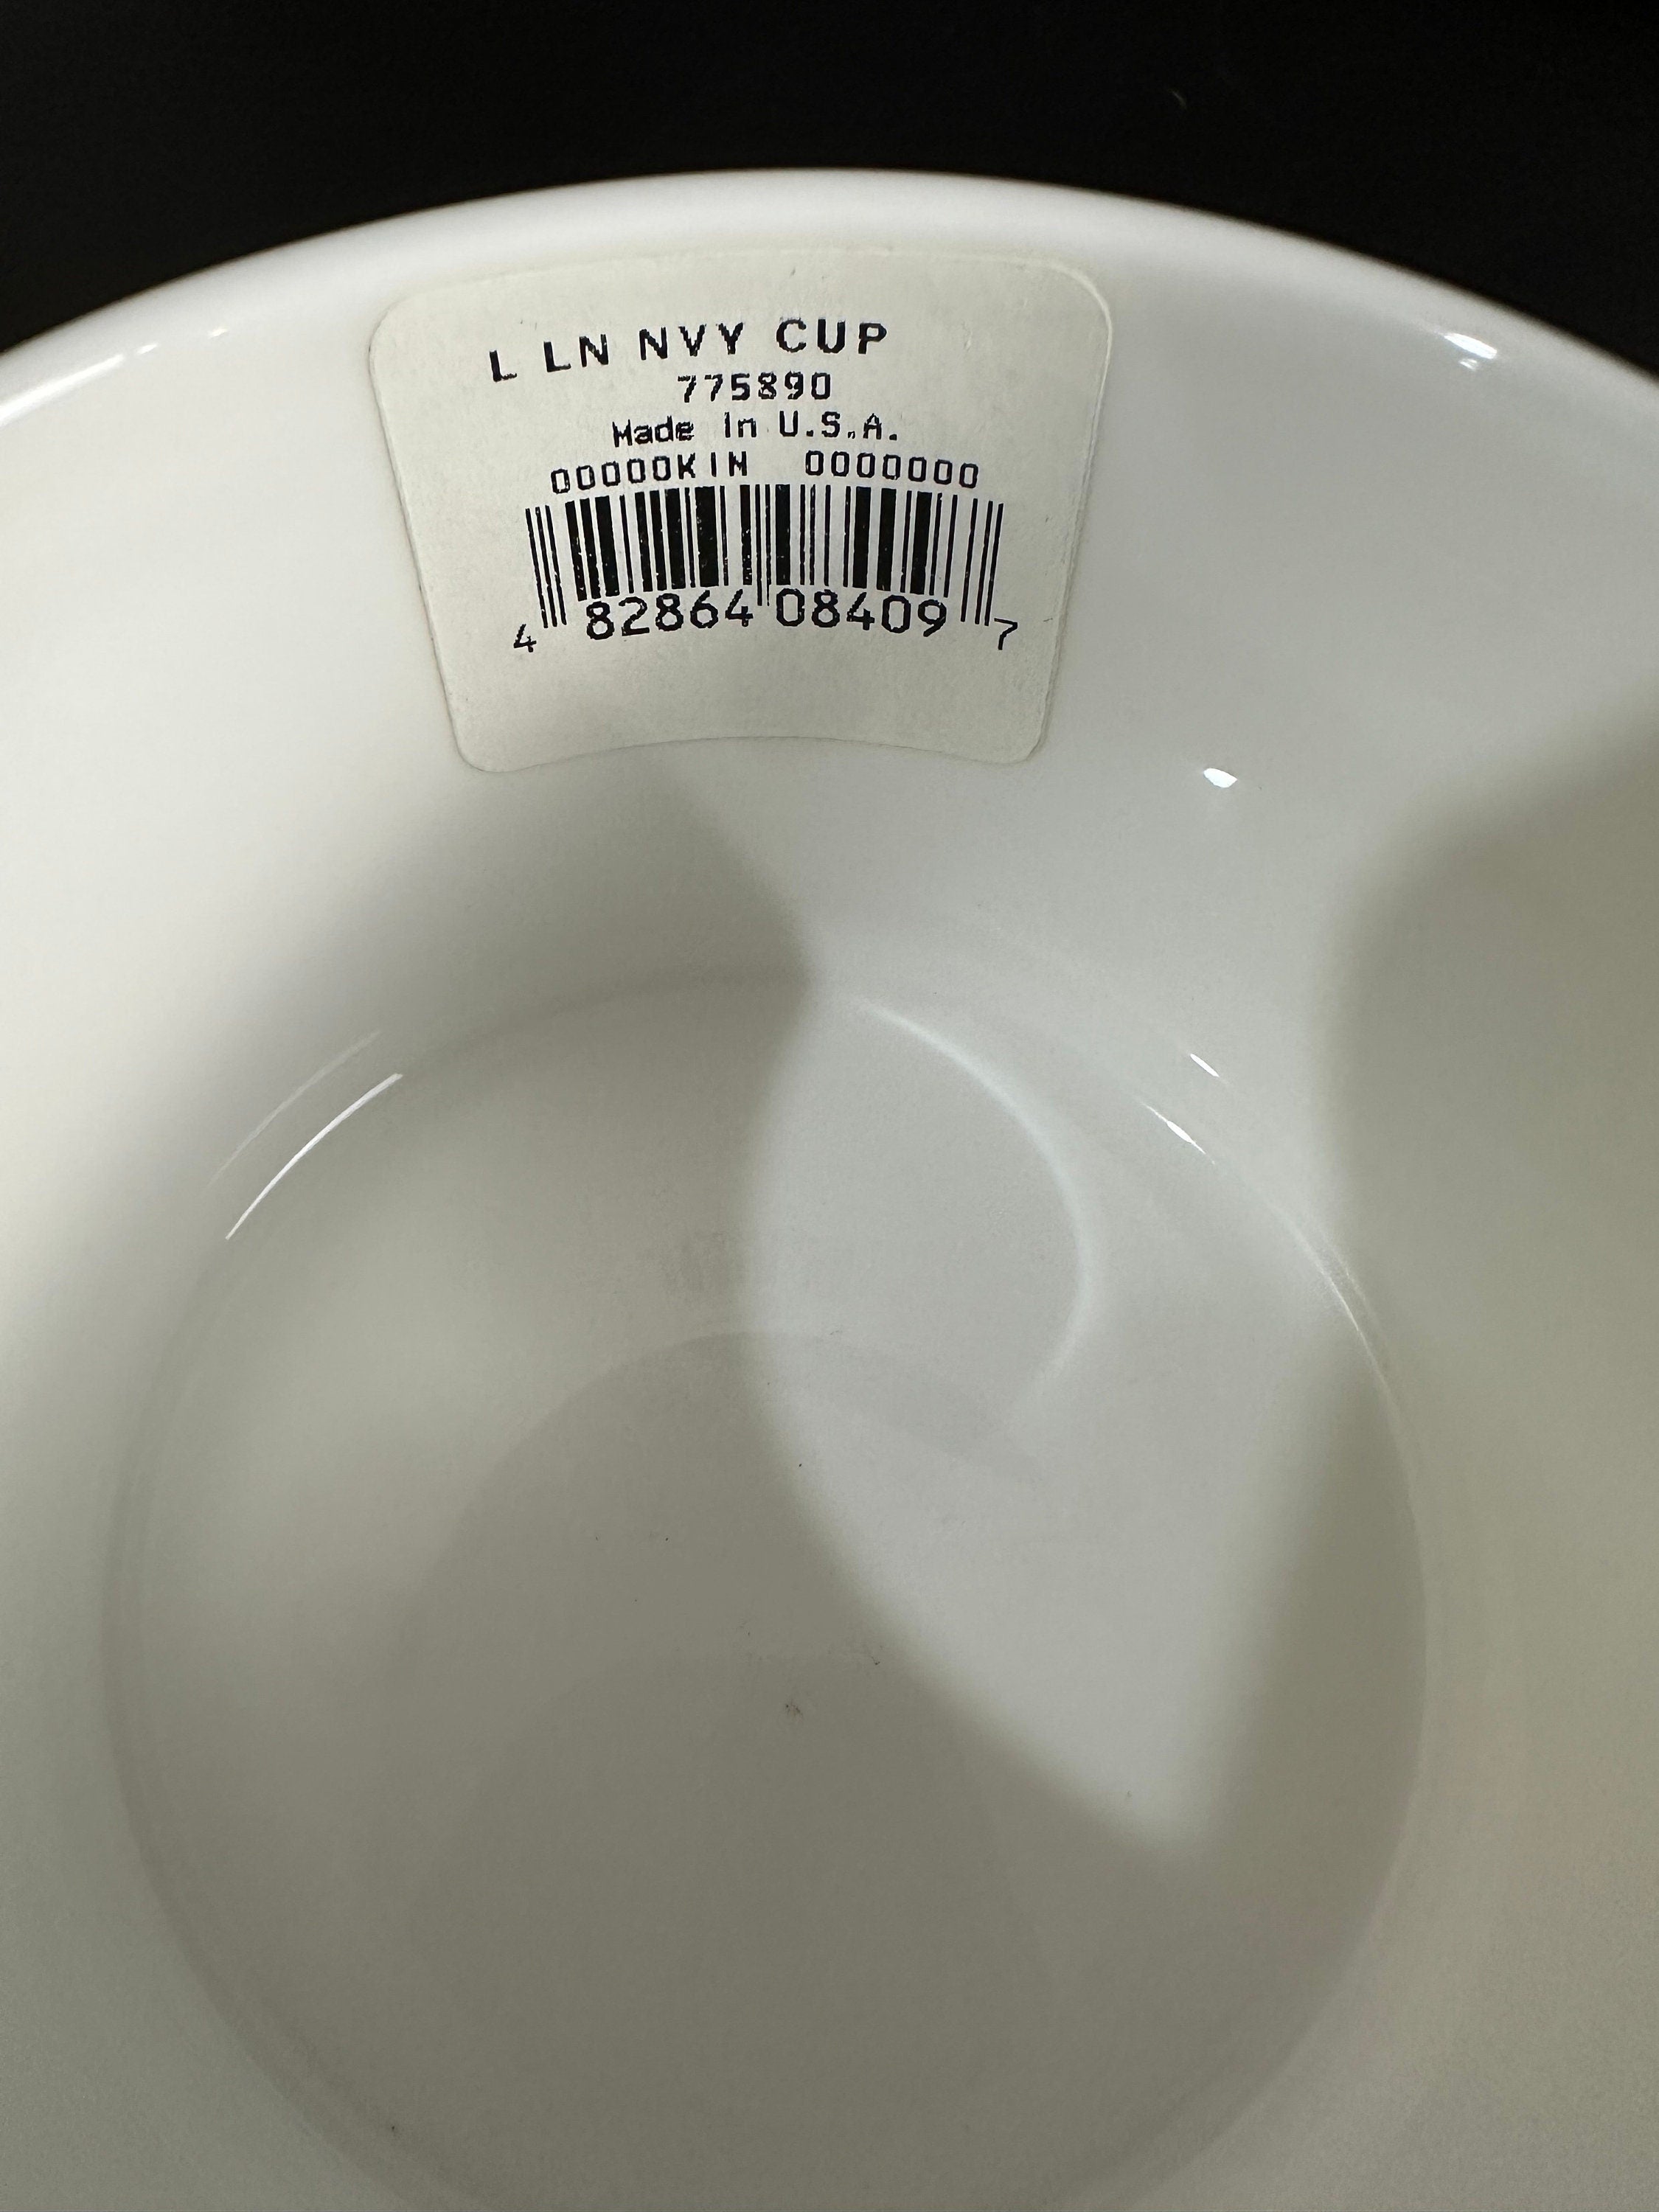 L LN NVY CUP
775890
Made In U.S.A.
00000KIN 0000000
4 82864 08409 7